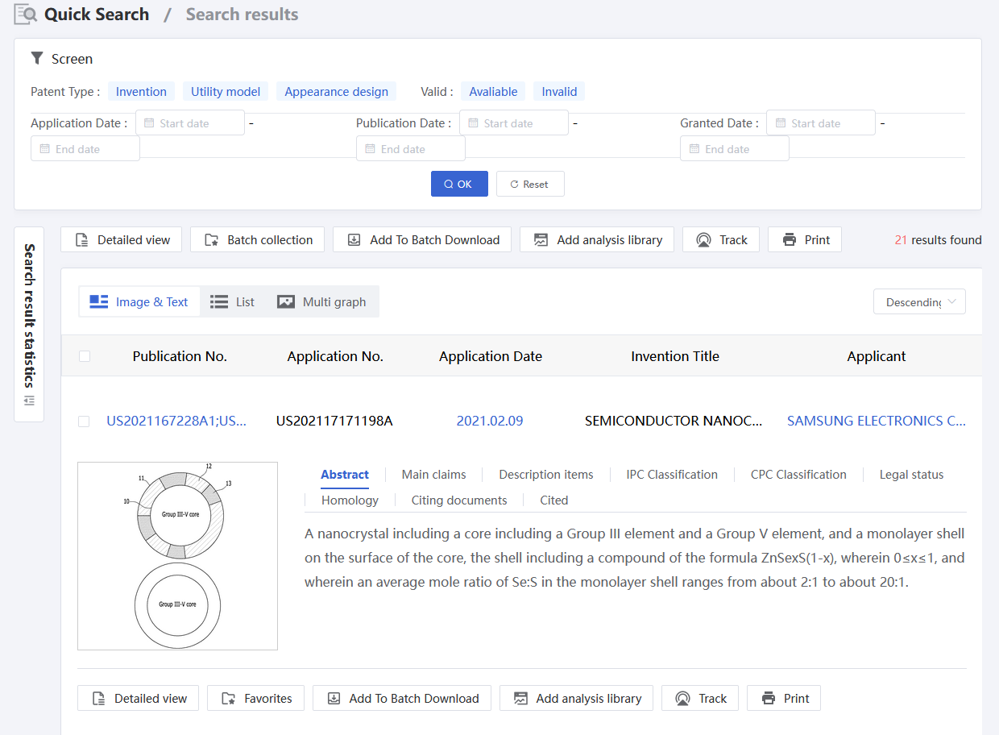 Quick Search / Search results
Screen
Patent Type : Invention Utility model Appearance design Valid : Avaliable Invalid
Application Date : Start date - Publication Date : Start date - Granted Date : Start date -
End date End date End date
OK Reset
Search result statistics
Detailed view Batch collection Add To Batch Download Add analysis library Track Print 21 results found
Image & Text List Multi graph Descending
Publication No. Application No. Application Date Invention Title Applicant
US2021167228A1;US... US202117171198A 2021.02.09 SEMICONDUCTOR NANOC... SAMSUNG ELECTRONICS C...
12
11
13
10
Group III-V core
Group III-V core
Abstract Main claims Description items IPC Classification CPC Classification Legal status
Homology Citing documents Cited
A nanocrystal including a core including a Group III element and a Group V element, and a monolayer shell
on the surface of the core, the shell including a compound of the formula ZnSexS(1-x), wherein 0≤x≤1, and
wherein an average mole ratio of Se:S in the monolayer shell ranges from about 2:1 to about 20:1.
Detailed view Favorites Add To Batch Download Add analysis library Track Print